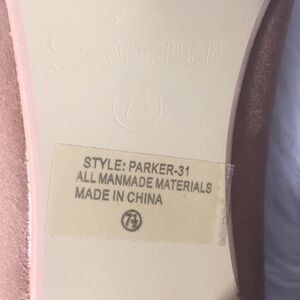 Forever
7½
STYLE: PARKER-31
ALL MANMADE MATERIALS
MADE IN CHINA
7½